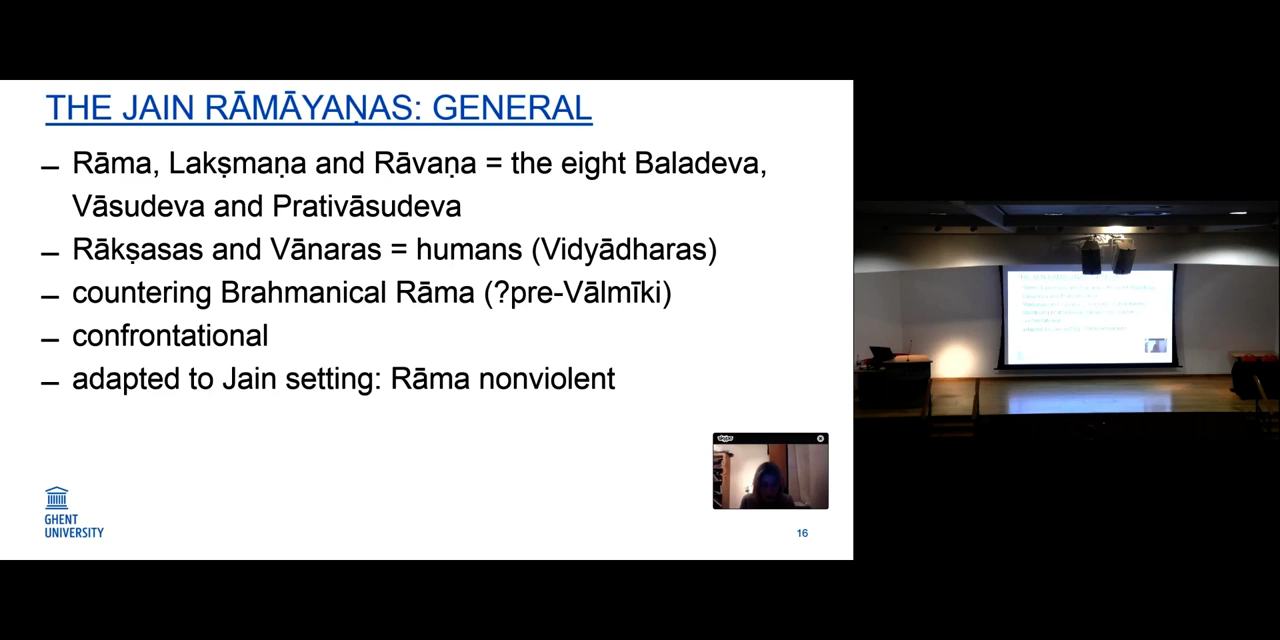 THE JAIN RĀMĀYAṆAS: GENERAL
– Rāma, Lakṣmaṇa and Rāvaṇa = the eight Baladeva,
Vāsudeva and Prativāsudeva
– Rākṣasas and Vānaras = humans (Vidyādharas)
– countering Brahmanical Rāma (?pre-Vālmīki)
– confrontational
– adapted to Jain setting: Rāma nonviolent
skype
GHENT
UNIVERSITY
16